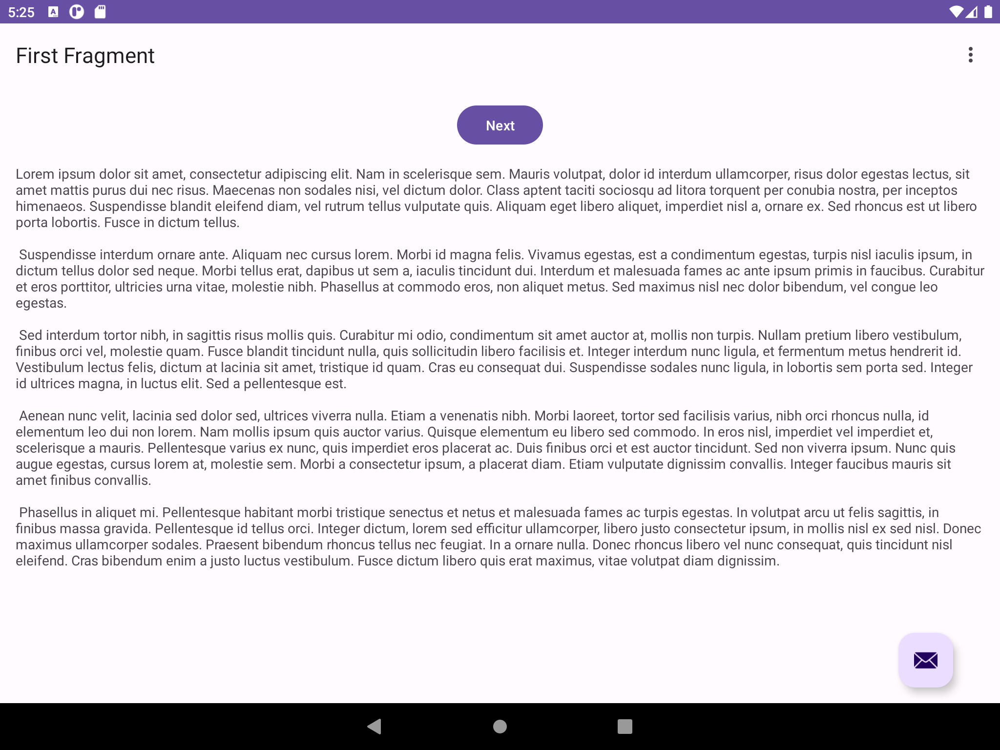 5:25
First Fragment
Next
Lorem ipsum dolor sit amet, consectetur adipiscing elit. Nam in scelerisque sem. Mauris volutpat, dolor id interdum ullamcorper, risus dolor egestas lectus, sit
amet mattis purus dui nec risus. Maecenas non sodales nisi, vel dictum dolor. Class aptent taciti sociosqu ad litora torquent per conubia nostra, per inceptos
himenaeos. Suspendisse blandit eleifend diam, vel rutrum tellus vulputate quis. Aliquam eget libero aliquet, imperdiet nisl a, ornare ex. Sed rhoncus est ut libero
porta lobortis. Fusce in dictum tellus.
Suspendisse interdum ornare ante. Aliquam nec cursus lorem. Morbi id magna felis. Vivamus egestas, est a condimentum egestas, turpis nisl iaculis ipsum, in
dictum tellus dolor sed neque. Morbi tellus erat, dapibus ut sem a, iaculis tincidunt dui. Interdum et malesuada fames ac ante ipsum primis in faucibus. Curabitur
et eros porttitor, ultricies urna vitae, molestie nibh. Phasellus at commodo eros, non aliquet metus. Sed maximus nisl nec dolor bibendum, vel congue leo
egestas.
Sed interdum tortor nibh, in sagittis risus mollis quis. Curabitur mi odio, condimentum sit amet auctor at, mollis non turpis. Nullam pretium libero vestibulum,
finibus orci vel, molestie quam. Fusce blandit tincidunt nulla, quis sollicitudin libero facilisis et. Integer interdum nunc ligula, et fermentum metus hendrerit id.
Vestibulum lectus felis, dictum at lacinia sit amet, tristique id quam. Cras eu consequat dui. Suspendisse sodales nunc ligula, in lobortis sem porta sed. Integer
id ultrices magna, in luctus elit. Sed a pellentesque est.
Aenean nunc velit, lacinia sed dolor sed, ultrices viverra nulla. Etiam a venenatis nibh. Morbi laoreet, tortor sed facilisis varius, nibh orci rhoncus nulla, id
elementum leo dui non lorem. Nam mollis ipsum quis auctor varius. Quisque elementum eu libero sed commodo. In eros nisl, imperdiet vel imperdiet et,
scelerisque a mauris. Pellentesque varius ex nunc, quis imperdiet eros placerat ac. Duis finibus orci et est auctor tincidunt. Sed non viverra ipsum. Nunc quis
augue egestas, cursus lorem at, molestie sem. Morbi a consectetur ipsum, a placerat diam. Etiam vulputate dignissim convallis. Integer faucibus mauris sit
amet finibus convallis.
Phasellus in aliquet mi. Pellentesque habitant morbi tristique senectus et netus et malesuada fames ac turpis egestas. In volutpat arcu ut felis sagittis, in
finibus massa gravida. Pellentesque id tellus orci. Integer dictum, lorem sed efficitur ullamcorper, libero justo consectetur ipsum, in mollis nisl ex sed nisl. Donec
maximus ullamcorper sodales. Praesent bibendum rhoncus tellus nec feugiat. In a ornare nulla. Donec rhoncus libero vel nunc consequat, quis tincidunt nisl
eleifend. Cras bibendum enim a justo luctus vestibulum. Fusce dictum libero quis erat maximus, vitae volutpat diam dignissim.